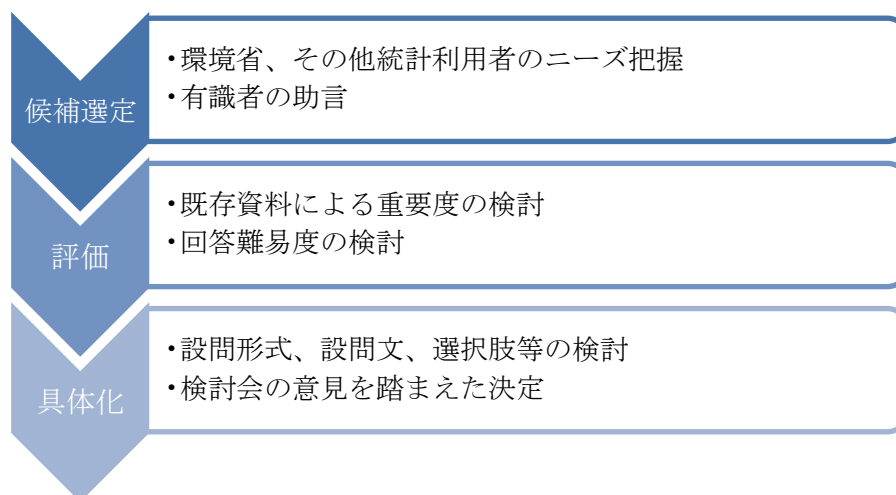 候補選定
・環境省、その他統計利用者のニーズ把握
・有識者の助言
評価
・既存資料による重要度の検討
・回答難易度の検討
具体化
・設問形式、設問文、選択肢等の検討
・検討会の意見を踏まえた決定